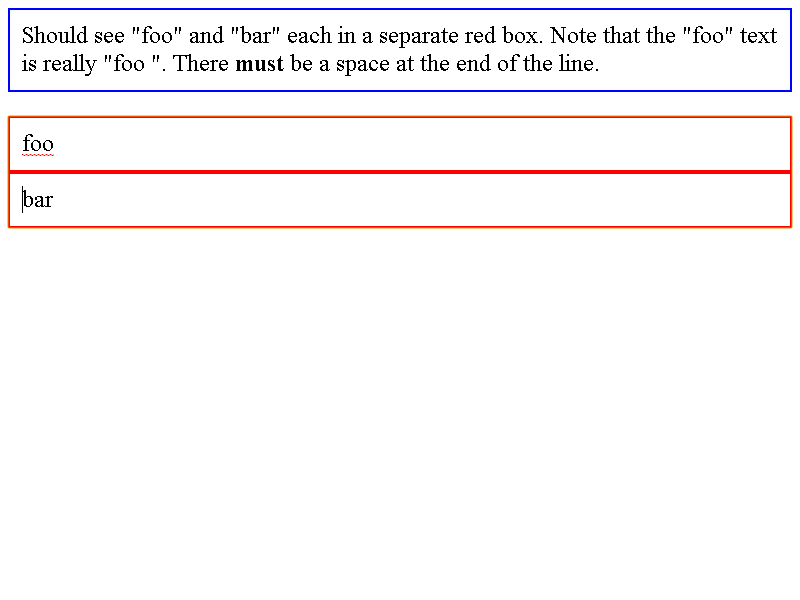 Should see "foo" and "bar" each in a separate red box. Note that the "foo" text
is really "foo ". There must be a space at the end of the line.
foo
bar